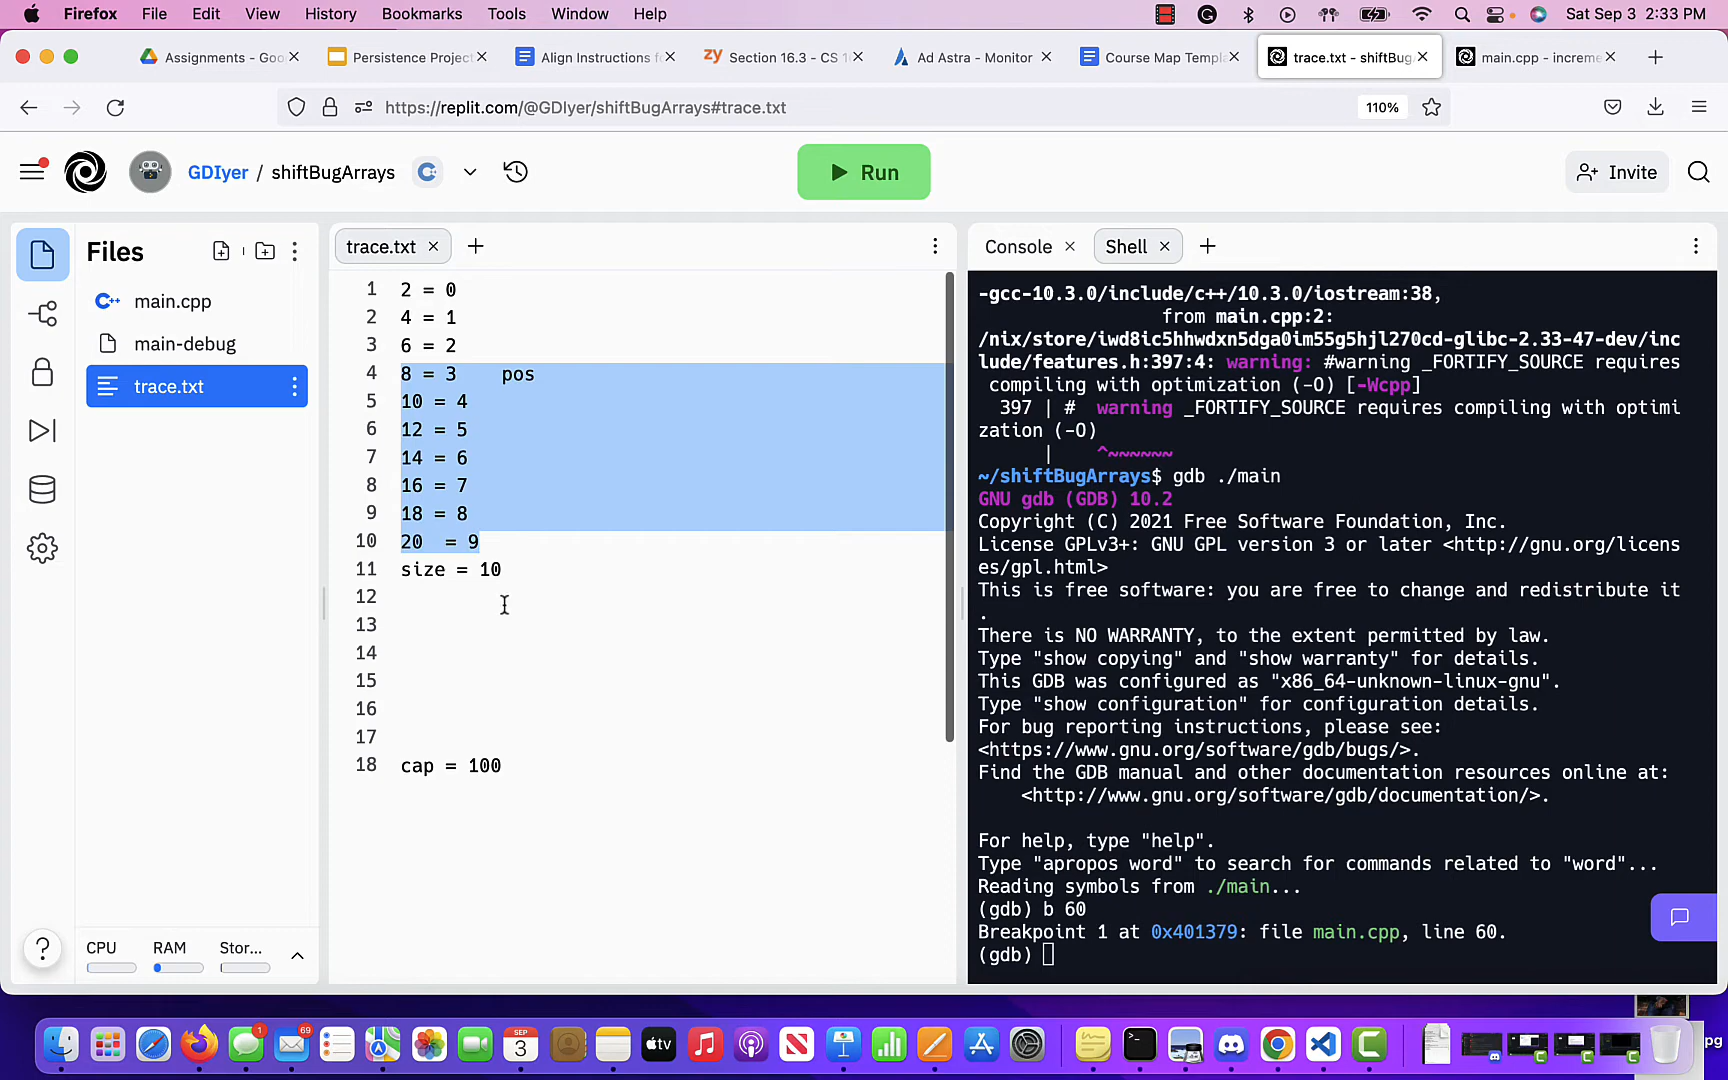 Firefox File Edit View History Bookmarks Tools Window Help Sat Sep 3 2:33 PM
Assignments - Goo Persistence Project Align Instructions fo zy Section 16.3 - CS 1 Ad Astra - Monitor Course Map Templa trace.txt - shiftBugA main.cpp - increme
https://replit.com/@GDIyer/shiftBugArrays#trace.txt 110%
GDIyer / shiftBugArrays Run Invite
Files trace.txt Console Shell
main.cpp
main-debug
trace.txt
1 2 = 0
2 4 = 1
3 6 = 2
4 8 = 3 pos
5 10 = 4
6 12 = 5
7 14 = 6
8 16 = 7
9 18 = 8
10 20 = 9
11 size = 10
12
13
14
15
16
17
18 cap = 100
-gcc-10.3.0/include/c++/10.3.0/iostream:38,
from main.cpp:2:
/nix/store/iwd8ic5hhwdxn5dga0im55g5hjl270cd-glibc-2.33-47-dev/inc
lude/features.h:397:4: warning: #warning _FORTIFY_SOURCE requires
compiling with optimization (-O) [-Wcpp]
397 | # warning _FORTIFY_SOURCE requires compiling with optimi
zation (-O)
| ^~~~~~~
~/shiftBugArrays$ gdb ./main
GNU gdb (GDB) 10.2
Copyright (C) 2021 Free Software Foundation, Inc.
License GPLv3+: GNU GPL version 3 or later <http://gnu.org/licens
es/gpl.html>
This is free software: you are free to change and redistribute it
.
There is NO WARRANTY, to the extent permitted by law.
Type "show copying" and "show warranty" for details.
This GDB was configured as "x86_64-unknown-linux-gnu".
Type "show configuration" for configuration details.
For bug reporting instructions, please see:
<https://www.gnu.org/software/gdb/bugs/>.
Find the GDB manual and other documentation resources online at:
<http://www.gnu.org/software/gdb/documentation/>.
For help, type "help".
Type "apropos word" to search for commands related to "word"...
Reading symbols from ./main...
(gdb) b 60
Breakpoint 1 at 0x401379: file main.cpp, line 60.
(gdb)
? CPU RAM Stor...
1 69 SEP 3 tv
pg